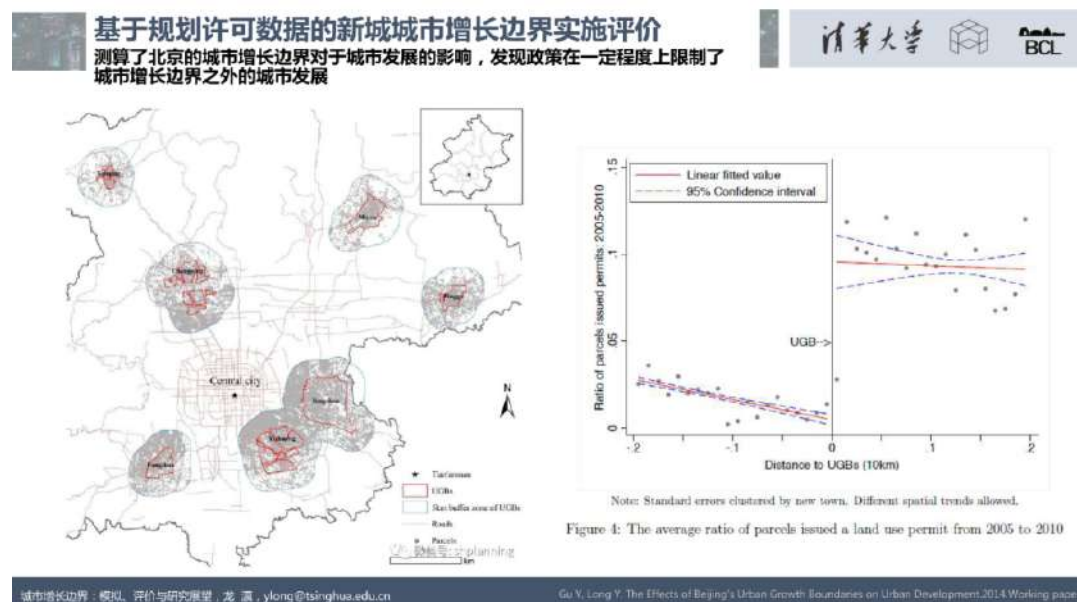 基于规划许可数据的新城城市增长边界实施评价
测算了北京的城市增长边界对于城市发展的影响，发现政策在一定程度上限制了
城市增长边界之外的城市发展
清华大学
BCL
Central city
N
UGBs
Roads
Parcels
km
Linear fitted value
95% Confidence interval
Ratio of parcels issued permits: 2005-2010
.15
.1
.05
0
UGB-->
-.2
-.1
0
.1
.2
Distance to UGBs (10km)
Note: Standard errors clustered by new town. Different spatial trends allowed.
Figure 4: The average ratio of parcels issued a land use permit from 2005 to 2010
城市增长边界：模拟、评价与研究展望，龙 瀛，ylong@tsinghua.edu.cn
Gu Y, Long Y. The Effects of Beijing's Urban Growth Boundaries on Urban Development.2014.Working paper